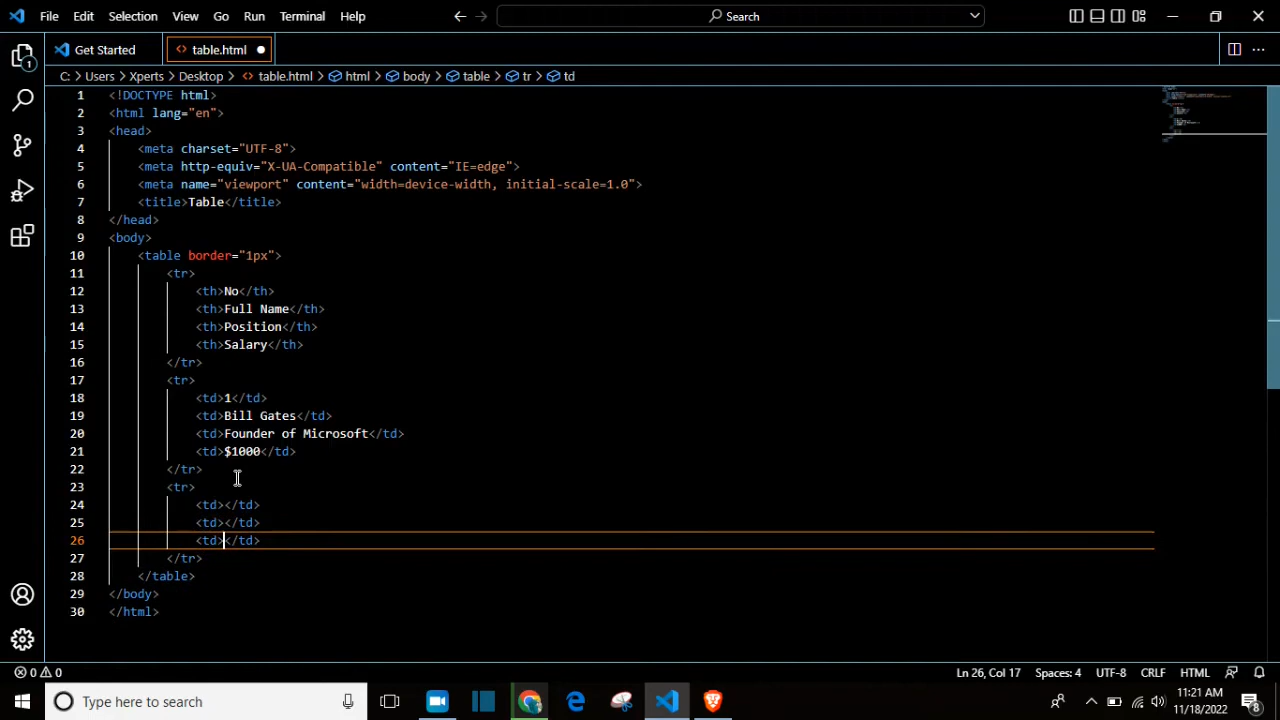 File Edit Selection View Go Run Terminal Help Search
Get Started table.html
C: > Users > Xperts > Desktop > table.html > html > body > table > tr > td
1 <!DOCTYPE html>
2 <html lang="en">
3 <head>
4 <meta charset="UTF-8">
5 <meta http-equiv="X-UA-Compatible" content="IE=edge">
6 <meta name="viewport" content="width=device-width, initial-scale=1.0">
7 <title>Table</title>
8 </head>
9 <body>
10 <table border="1px">
11 <tr>
12 <th>No</th>
13 <th>Full Name</th>
14 <th>Position</th>
15 <th>Salary</th>
16 </tr>
17 <tr>
18 <td>1</td>
19 <td>Bill Gates</td>
20 <td>Founder of Microsoft</td>
21 <td>$1000</td>
22 </tr>
23 <tr>
24 <td></td>
25 <td></td>
26 <td></td>
27 </tr>
28 </table>
29 </body>
30 </html>
1
0 0 Ln 26, Col 17 Spaces: 4 UTF-8 CRLF HTML
Type here to search 11:21 AM
11/18/2022 8